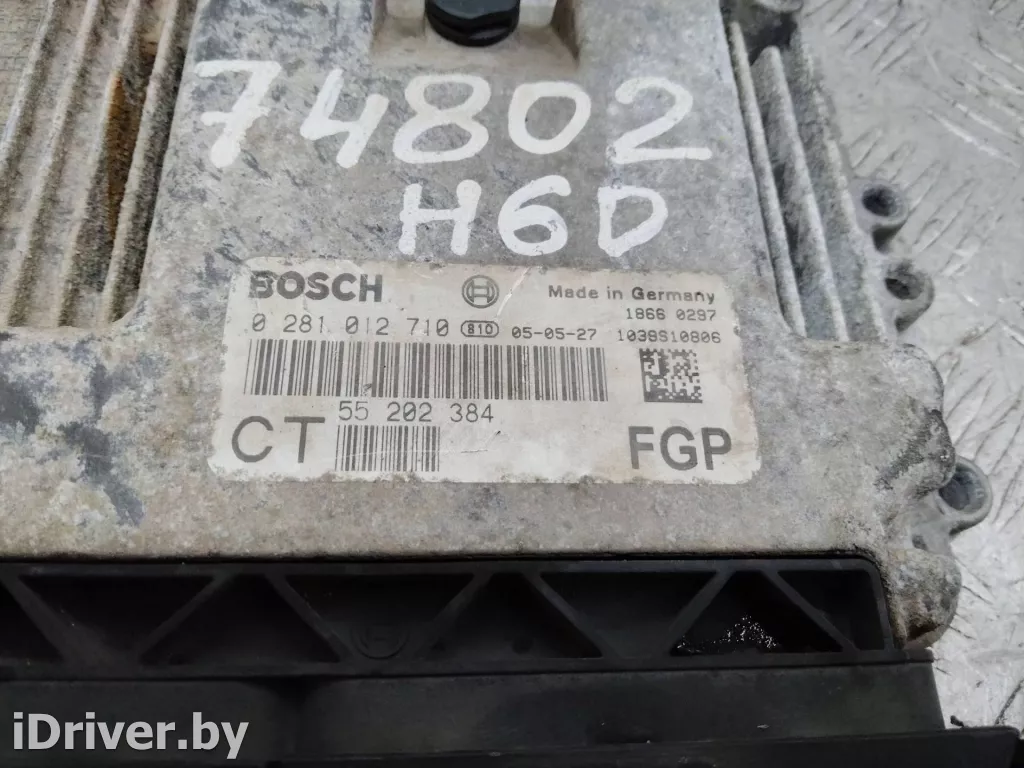 74802
H6D
BOSCH Made in Germany
1866 0297
0 281 012 710 810 05-05-27 1039S10806
55 202 384
CT FGP
iDriver.by